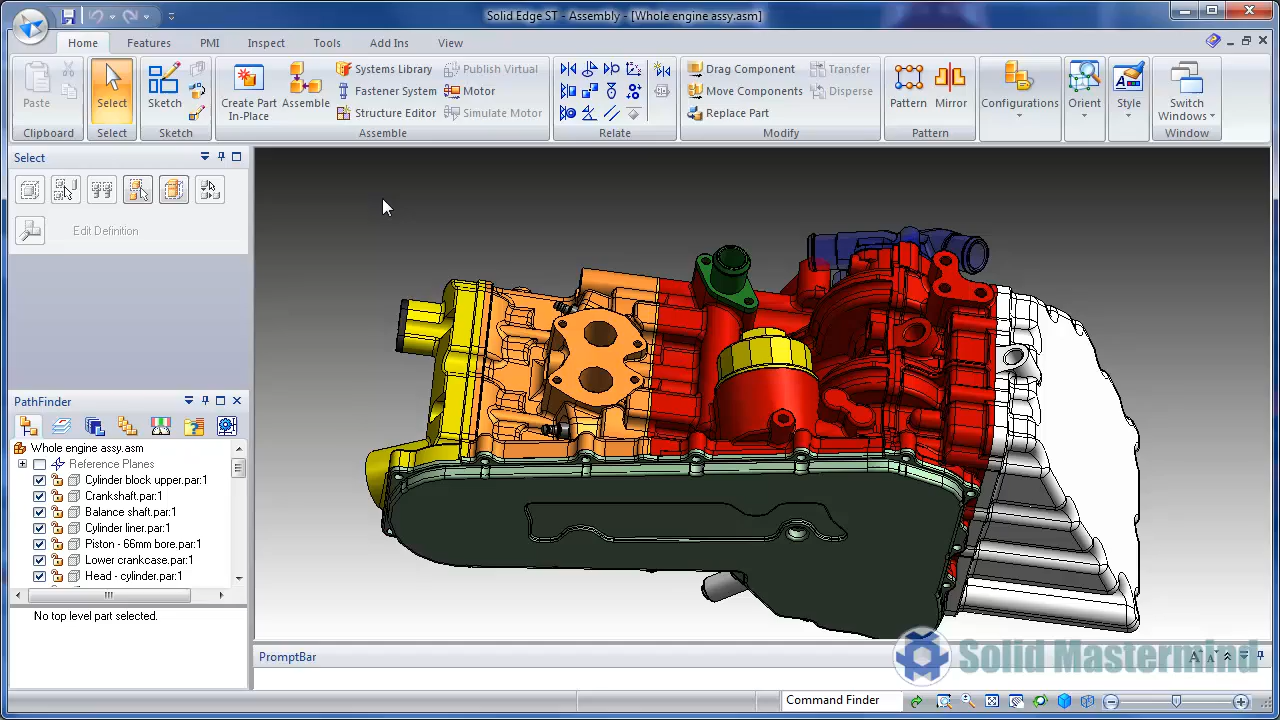 Solid Edge ST - Assembly - [Whole engine assy.asm]
Home Features PMI Inspect Tools Add Ins View
Paste
Select
Sketch
Create Part In-Place
Assemble
Systems Library
Fastener Syst
Structure Editor
Publish Virtual
Motor
Simulate Motor
Drag Component
Move Components
Replace Part
Transfer
Disperse
Pattern
Mirror
Configurations
Orient
Style
Switch Windows
Clipboard Select Sketch Assemble Relate Modify Pattern Window
Select
Edit Definition
PathFinder
Whole engine assy.asm
Reference Planes
Cylinder block upper.par:1
Crankshaft.par:1
Balance shaft.par:1
Cylinder liner.par:1
Piston - 66mm bore.par:1
Lower crankcase.par:1
Head - cylinder.par:1
No top level part selected.
PromptBar
Solid Mastermind
Command Finder